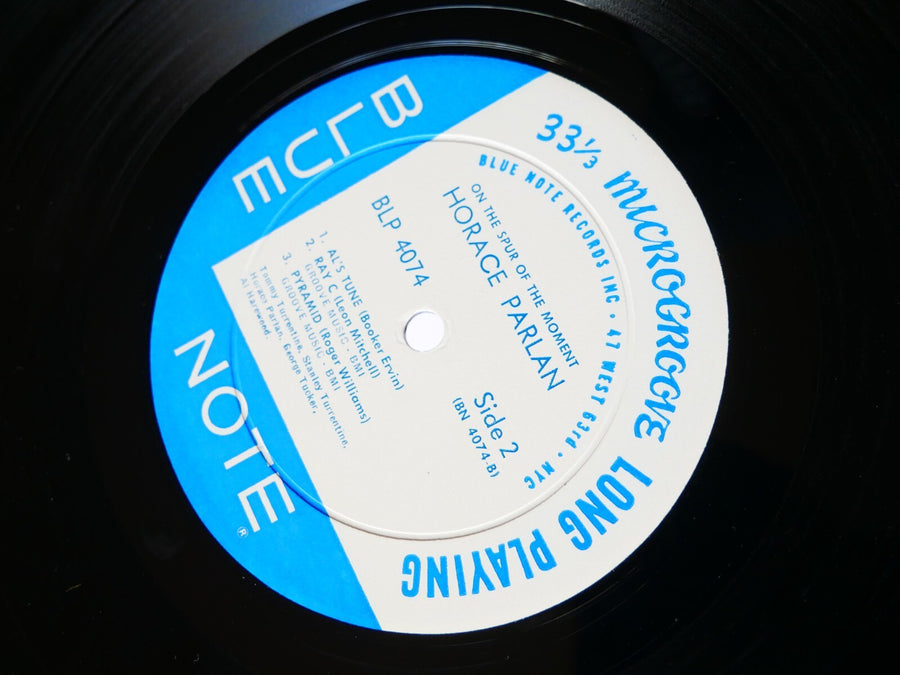 33⅓ MICROGROOVE LONG PLAYING
BLUE NOTE RECORDS INC • 47 WEST 63rd • NYC
ON THE SPUR OF THE MOMENT
HORACE PARLAN
BLP 4074
Side 2
(BN 4074-B)
1. AL'S TUNE (Booker Ervin)
2. RAY C (Leon Mitchell)
GROOVE MUSIC - BMI
3. PYRAMID (Roger Williams)
GROOVE MUSIC - BMI
Tommy Turrentine, Stanley Turrentine,
Horace Parlan, George Tucker,
Al Harewood.
BLUE
NOTE®